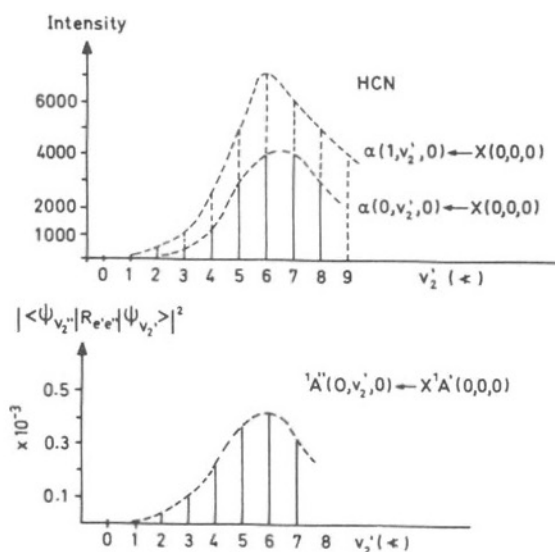 Intensity
HCN
6000
α(1,v₂',0)←X(0,0,0)
4000
α(0,v₂',0)←X(0,0,0)
2000
1000
0 1 2 3 4 5 6 7 8 9 v₂' (∢)
|<Ψv₂''|Re'e''|Ψv₂'>|²
¹A''(0,v₂',0)←X¹A'(0,0,0)
0.5
0.3
0.1
x 10⁻³
0 1 2 3 4 5 6 7 8 v₂' (∢)